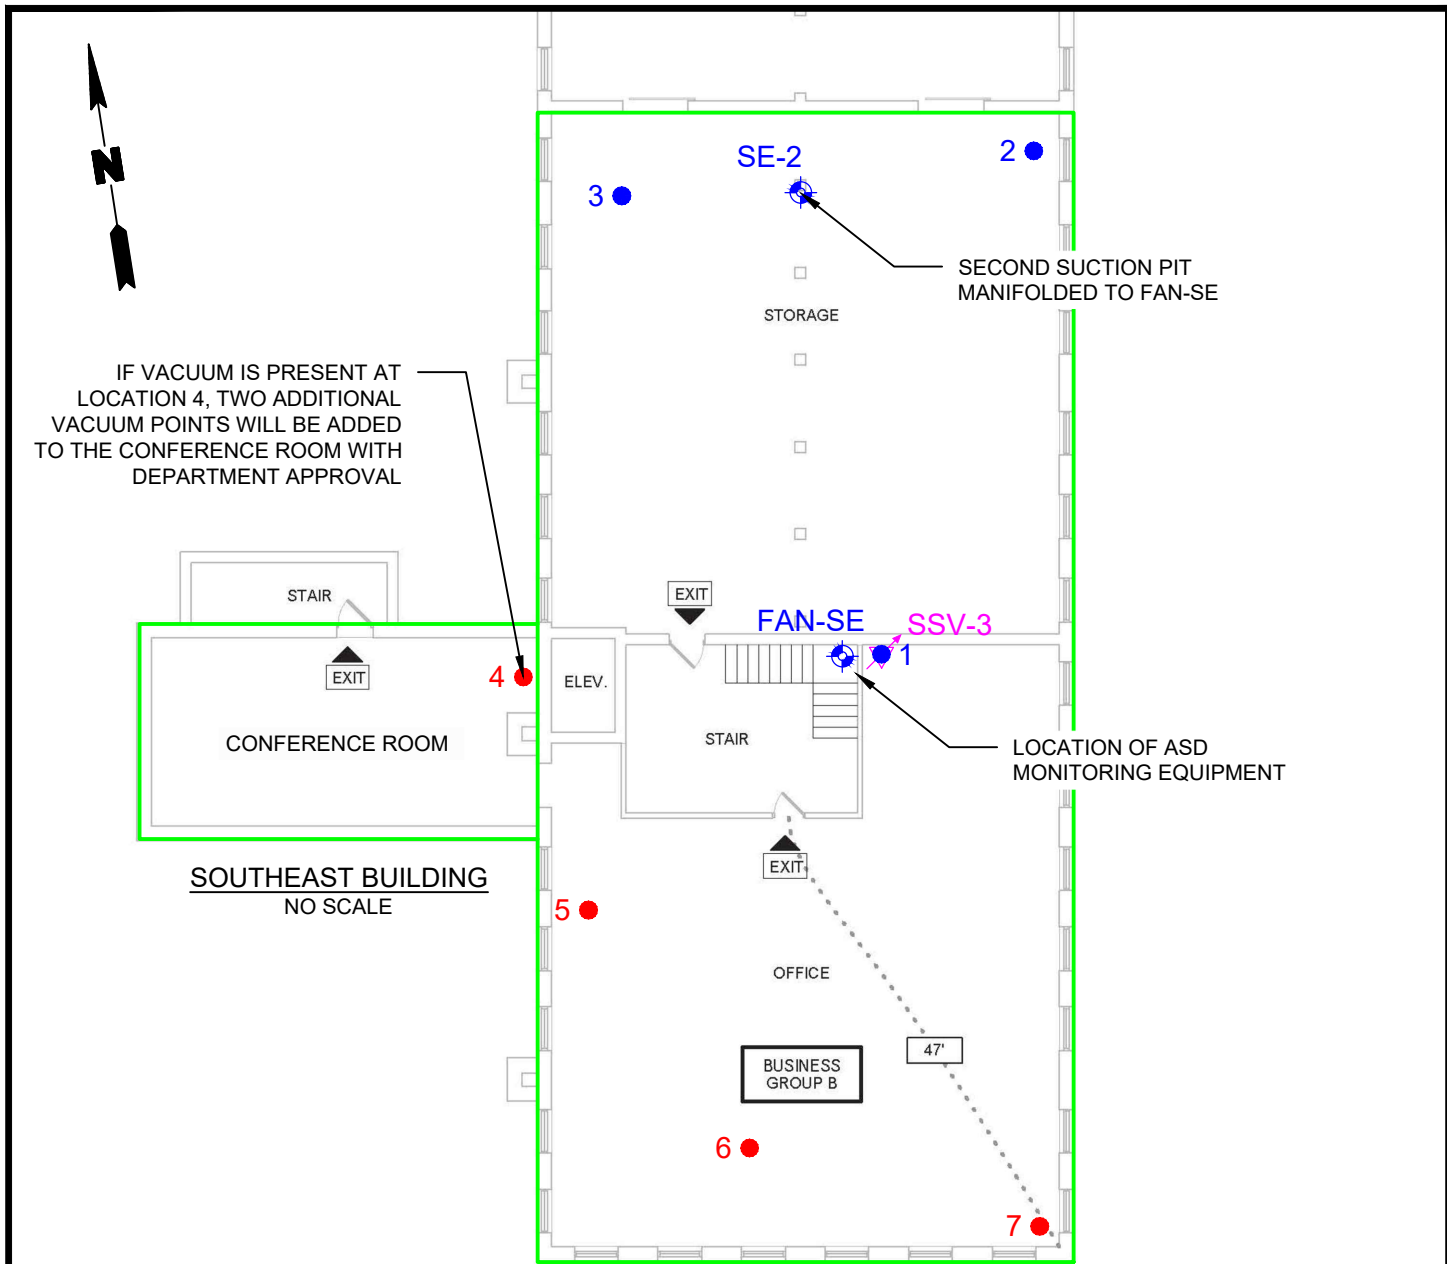 N
SE-2
2
3
SECOND SUCTION PIT
MANIFOLDED TO FAN-SE
STORAGE
IF VACUUM IS PRESENT AT
LOCATION 4, TWO ADDITIONAL
VACUUM POINTS WILL BE ADDED
TO THE CONFERENCE ROOM WITH
DEPARTMENT APPROVAL
STAIR
EXIT
FAN-SE
SSV-3
1
EXIT
4
ELEV.
CONFERENCE ROOM
STAIR
LOCATION OF ASD
MONITORING EQUIPMENT
EXIT
SOUTHEAST BUILDING
NO SCALE
5
OFFICE
47'
BUSINESS
GROUP B
6
7